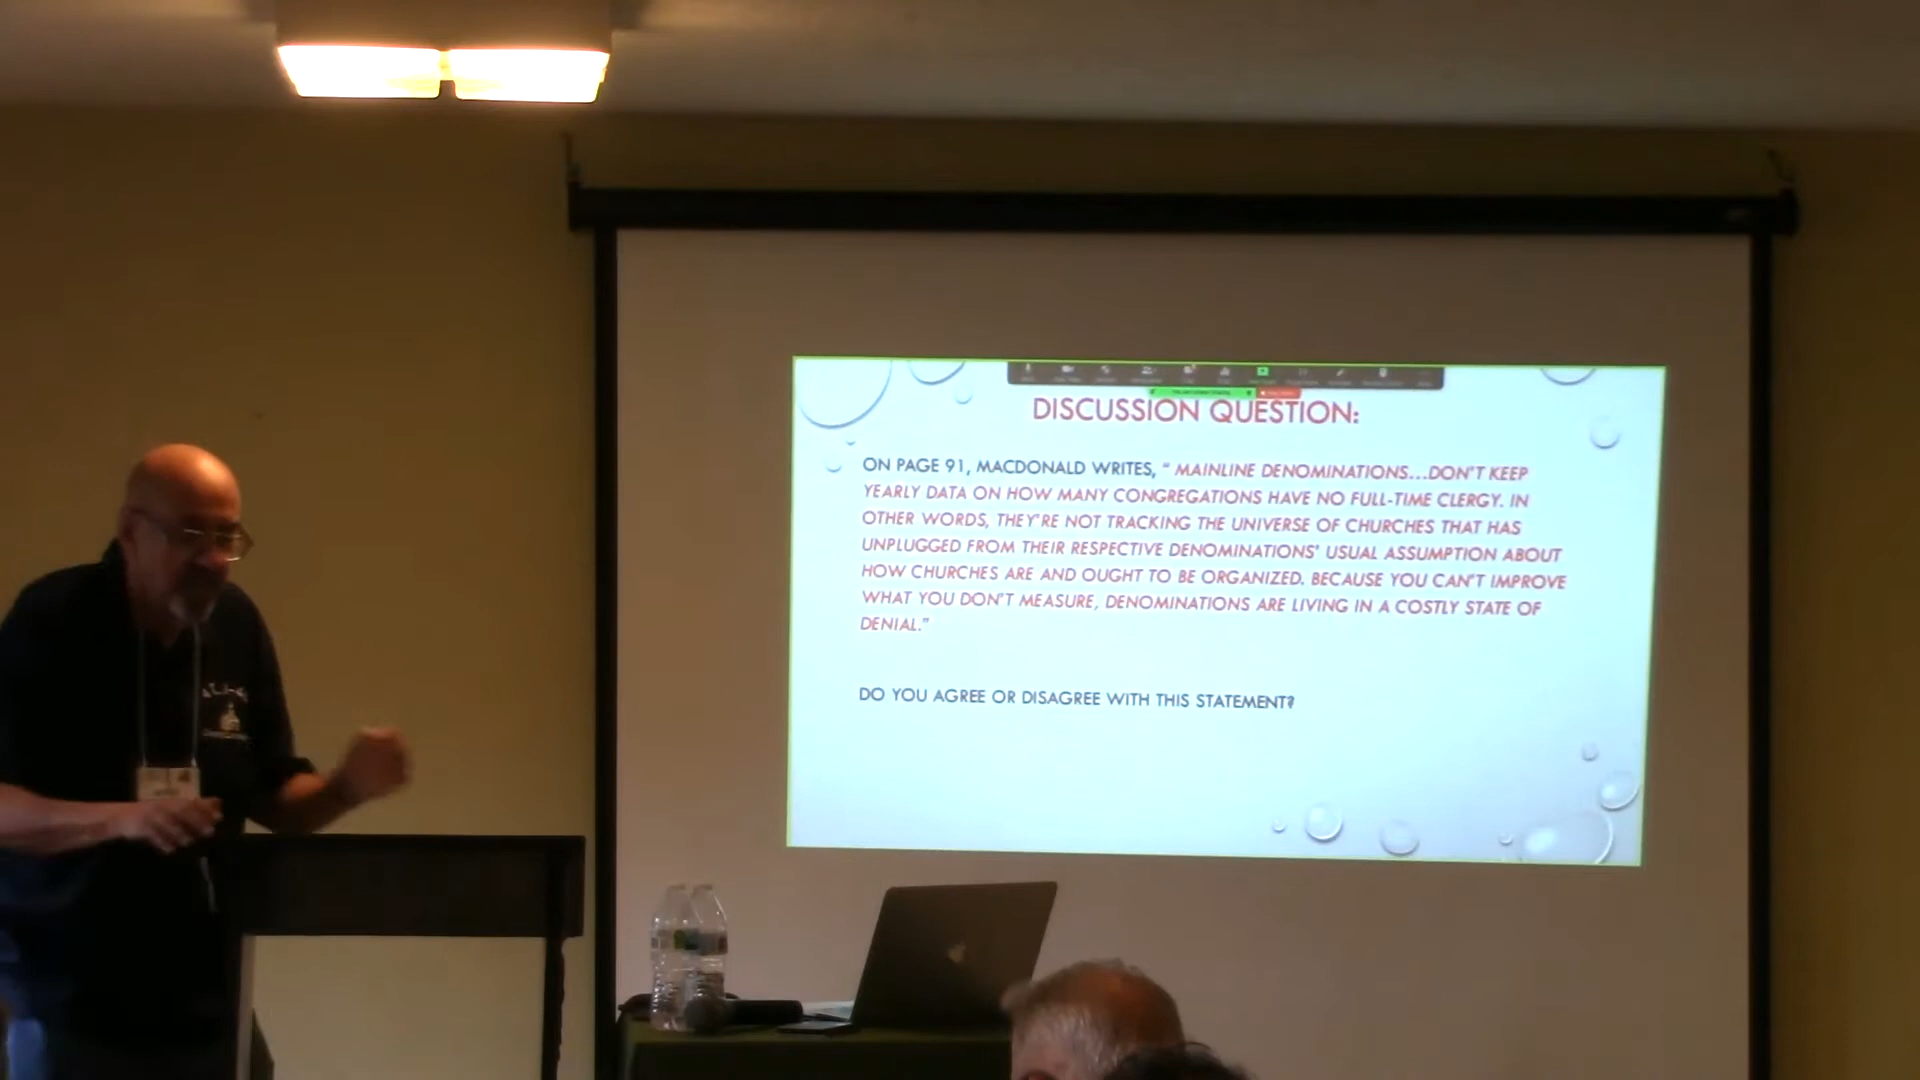 DISCUSSION QUESTION:
ON PAGE 91, MACDONALD WRITES, “ MAINLINE DENOMINATIONS...DON'T KEEP
YEARLY DATA ON HOW MANY CONGREGATIONS HAVE NO FULL-TIME CLERGY. IN
OTHER WORDS, THEY'RE NOT TRACKING THE UNIVERSE OF CHURCHES THAT HAS
UNPLUGGED FROM THEIR RESPECTIVE DENOMINATIONS' USUAL ASSUMPTION ABOUT
HOW CHURCHES ARE AND OUGHT TO BE ORGANIZED. BECAUSE YOU CAN'T IMPROVE
WHAT YOU DON'T MEASURE, DENOMINATIONS ARE LIVING IN A COSTLY STATE OF
DENIAL.”
DO YOU AGREE OR DISAGREE WITH THIS STATEMENT?